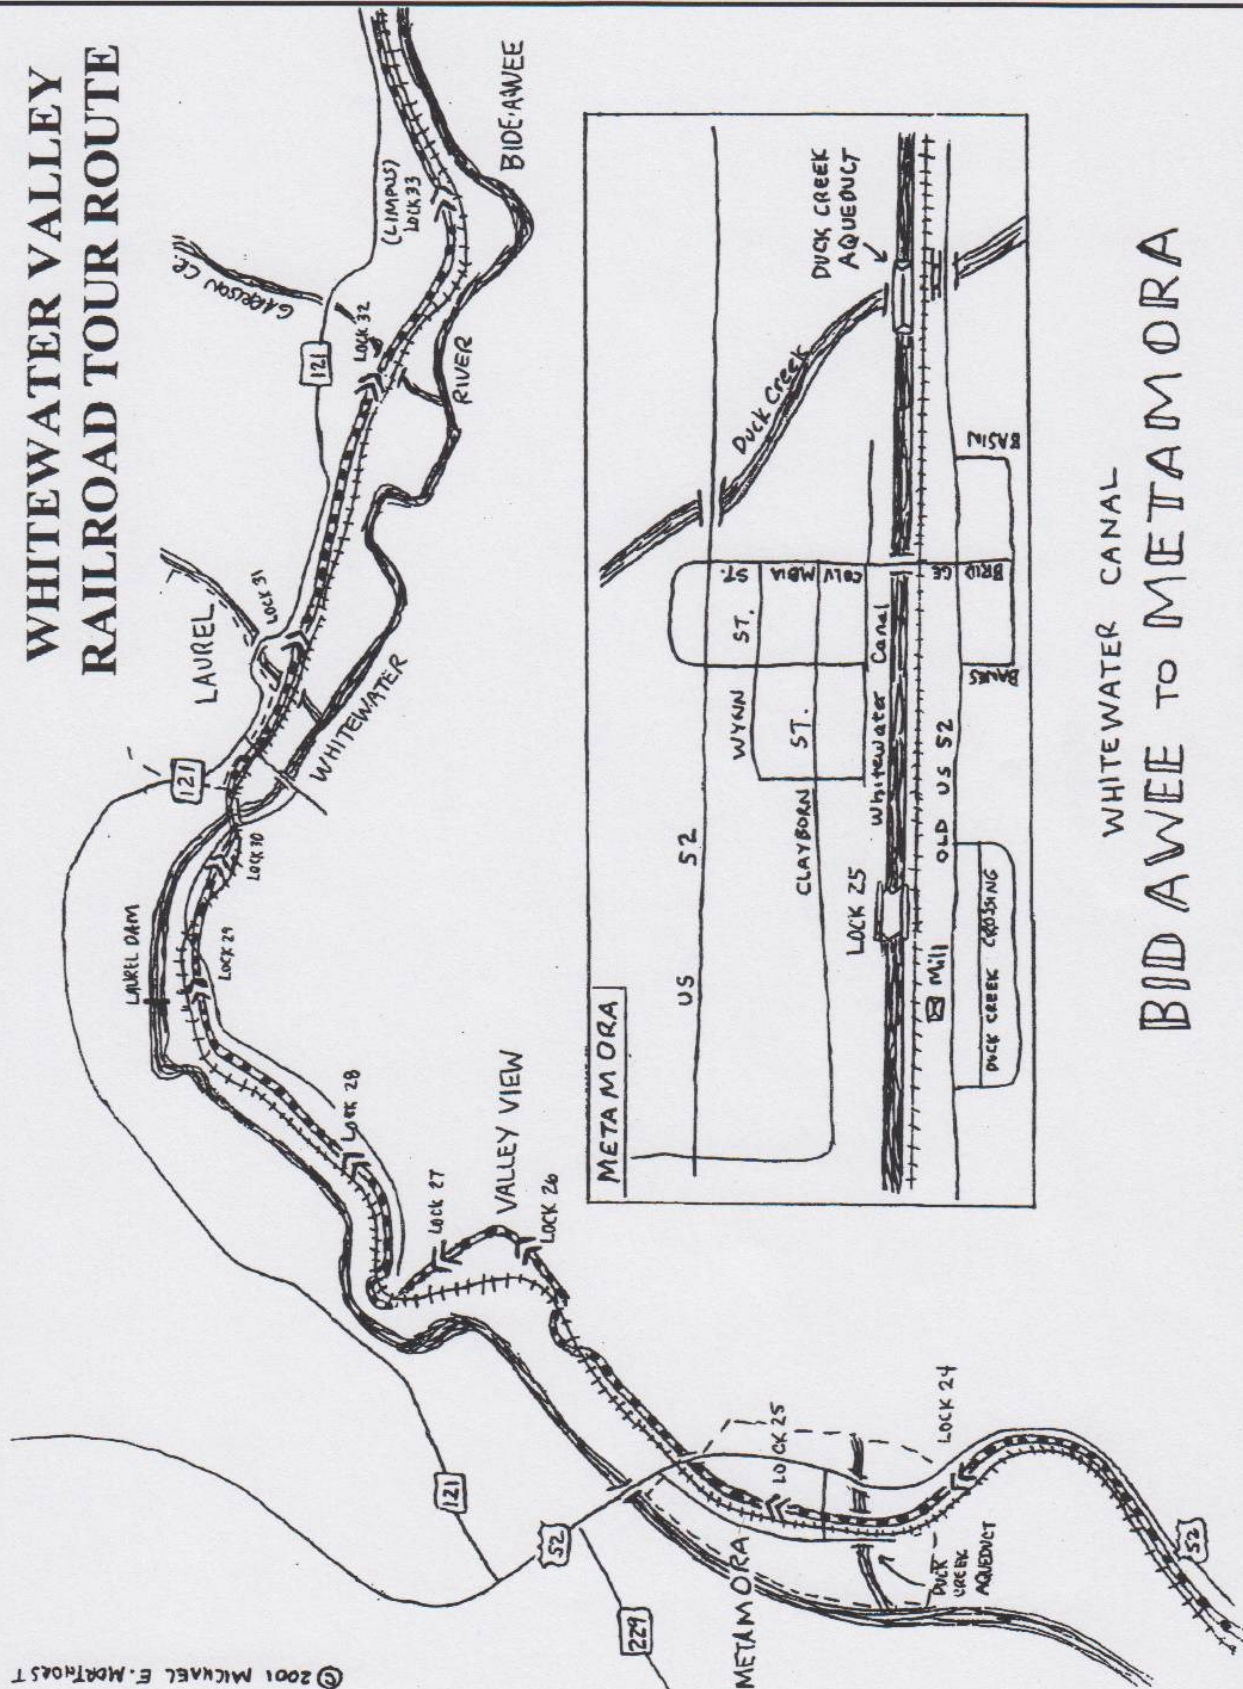 WHITEWATER VALLEY
RAILROAD TOUR ROUTE
BIDE-A-WEE
(LIMPUS)
LOCK 33
GARRISON CR.
LOCK 32
121
RIVER
LOCK 31
LAUREL
WHITEWATER
121
LOCK 30
LAUREL DAM
LOCK 29
LOCK 28
LOCK 27
VALLEY VIEW
LOCK 26
121
52
229
LOCK 25
LOCK 24
METAMORA
DUCK
CREEK
AQUEDUCT
52
METAMORA
US 52
Duck Creek
DUCK CREEK
AQUEDUCT
WYNN ST.
CLAYBORN ST.
COLUMBIA ST.
Whitewater Canal
LOCK 25
Mill
OLD US 52
BRIDGE
BASIN
BANES
DUCK CREEK CROSSING
WHITEWATER CANAL
BID AWEE TO METAMORA
© 2001 MICHAEL E. MORTHORST